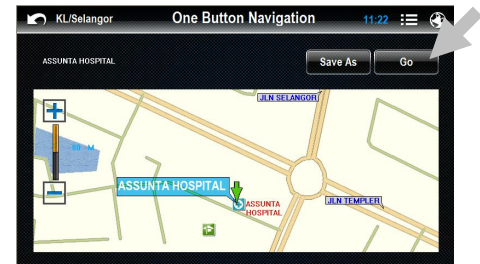 KL/Selangor
One Button Navigation
11:22
ASSUNTA HOSPITAL
Save As
Go
JLN SELANGOR
80 M
ASSUNTA HOSPITAL
ASSUNTA
HOSPITAL
JLN TEMPLER